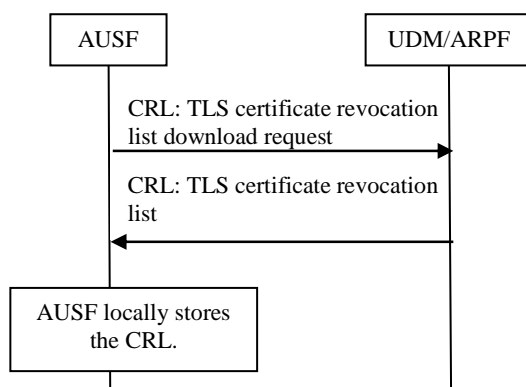 AUSF
UDM/ARPF
CRL: TLS certificate revocation
list download request
CRL: TLS certificate revocation
list
AUSF locally stores
the CRL.